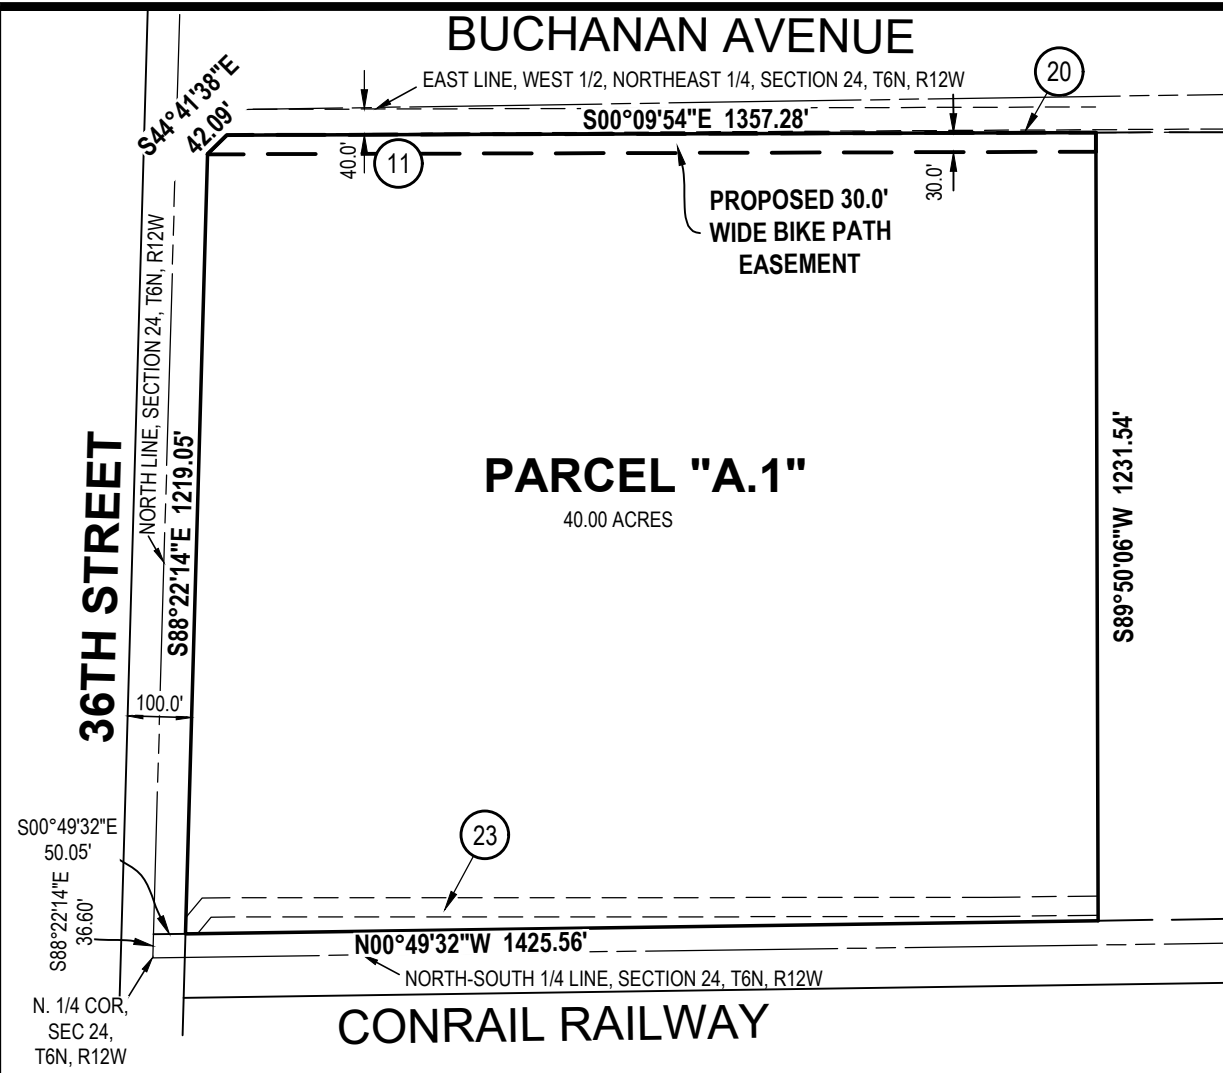 BUCHANAN AVENUE
EAST LINE, WEST 1/2, NORTHEAST 1/4, SECTION 24, T6N, R12W
20
S44°41'38"E
42.09'
S00°09'54"E 1357.28'
40.0'
11
30.0'
PROPOSED 30.0'
WIDE BIKE PATH
EASEMENT
NORTH LINE, SECTION 24, T6N, R12W
36TH STREET
S88°22'14"E 1219.05'
PARCEL "A.1"
40.00 ACRES
S89°50'06"W 1231.54'
100.0'
S00°49'32"E
50.05'
23
S88°22'14"E
36.60'
N00°49'32"W 1425.56'
NORTH-SOUTH 1/4 LINE, SECTION 24, T6N, R12W
N. 1/4 COR,
SEC 24,
T6N, R12W
CONRAIL RAILWAY